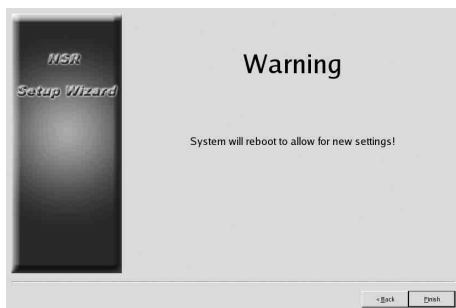 NSR
Setup Wizard
Warning
System will reboot to allow for new settings!
< Back
Finish